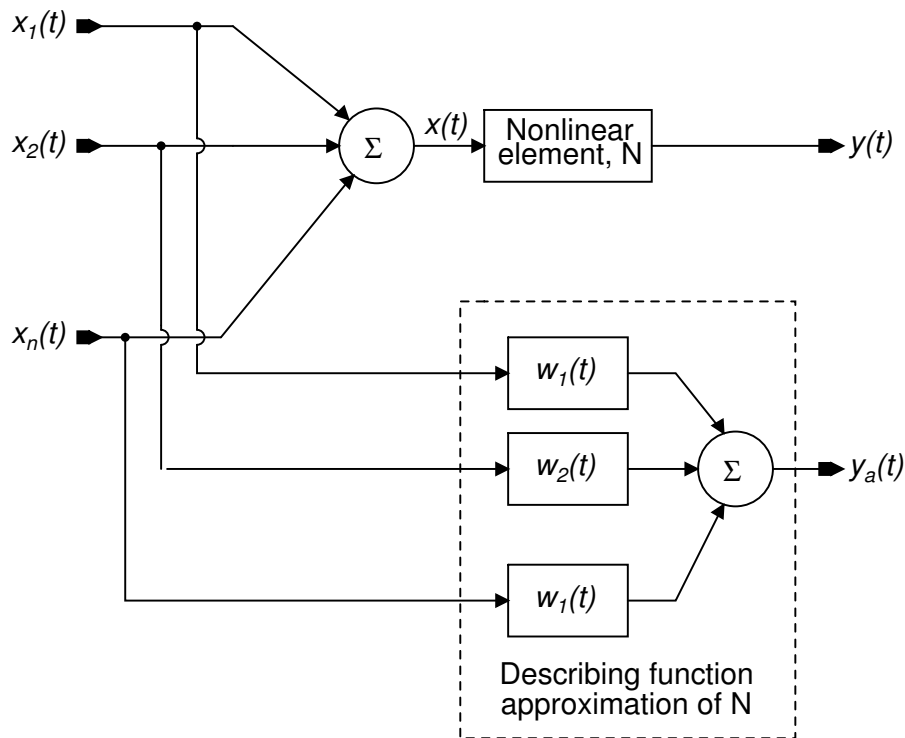 x1(t)
x2(t)
xn(t)
Σ
x(t)
Nonlinear
element, N
y(t)
w1(t)
w2(t)
w1(t)
Σ
ya(t)
Describing function
approximation of N